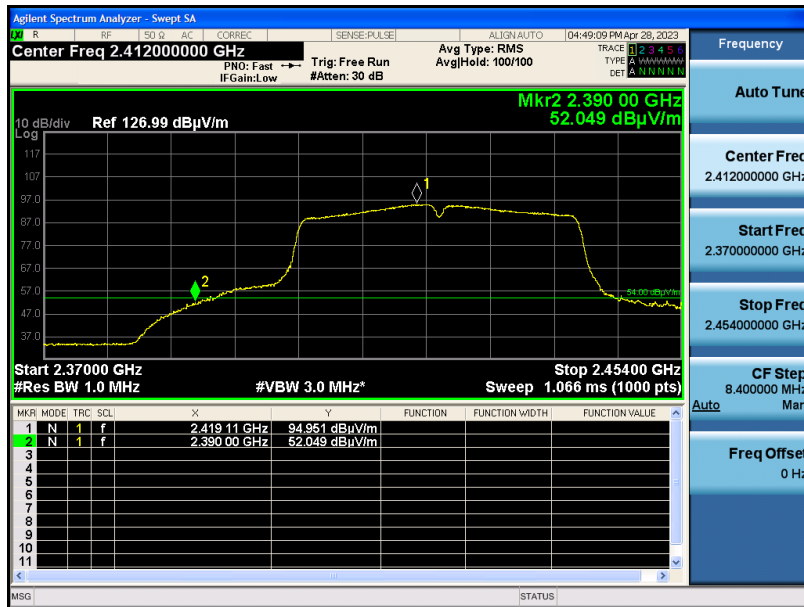 Agilent Spectrum Analyzer - Swept SA
LXI R RF 50 Ω AC CORREC SENSE:PULSE ALIGN AUTO 04:49:09 PM Apr 28, 2023
Center Freq 2.412000000 GHz
PNO: Fast
IFGain:Low
Trig: Free Run
#Atten: 30 dB
Avg Type: RMS
Avg|Hold: 100/100
TRACE 1 2 3 4 5 6
TYPE A WWWWW
DET A N N N N N
Mkr2 2.390 00 GHz
52.049 dBµV/m
10 dB/div Ref 126.99 dBµV/m
Log
117
107
97.0
87.0
77.0
67.0
57.0
47.0
37.0
1
2
54.00 dBµV/m
Start 2.37000 GHz Stop 2.45400 GHz
#Res BW 1.0 MHz #VBW 3.0 MHz* Sweep 1.066 ms (1000 pts)
MKR MODE TRC SCL X Y FUNCTION FUNCTION WIDTH FUNCTION VALUE
1 N 1 f 2.419 11 GHz 94.951 dBµV/m
2 N 1 f 2.390 00 GHz 52.049 dBµV/m
3
4
5
6
7
8
9
10
11
MSG STATUS
Frequency
Auto Tune
Center Freq
2.412000000 GHz
Start Freq
2.370000000 GHz
Stop Freq
2.454000000 GHz
CF Step
8.400000 MHz
Auto Man
Freq Offset
0 Hz